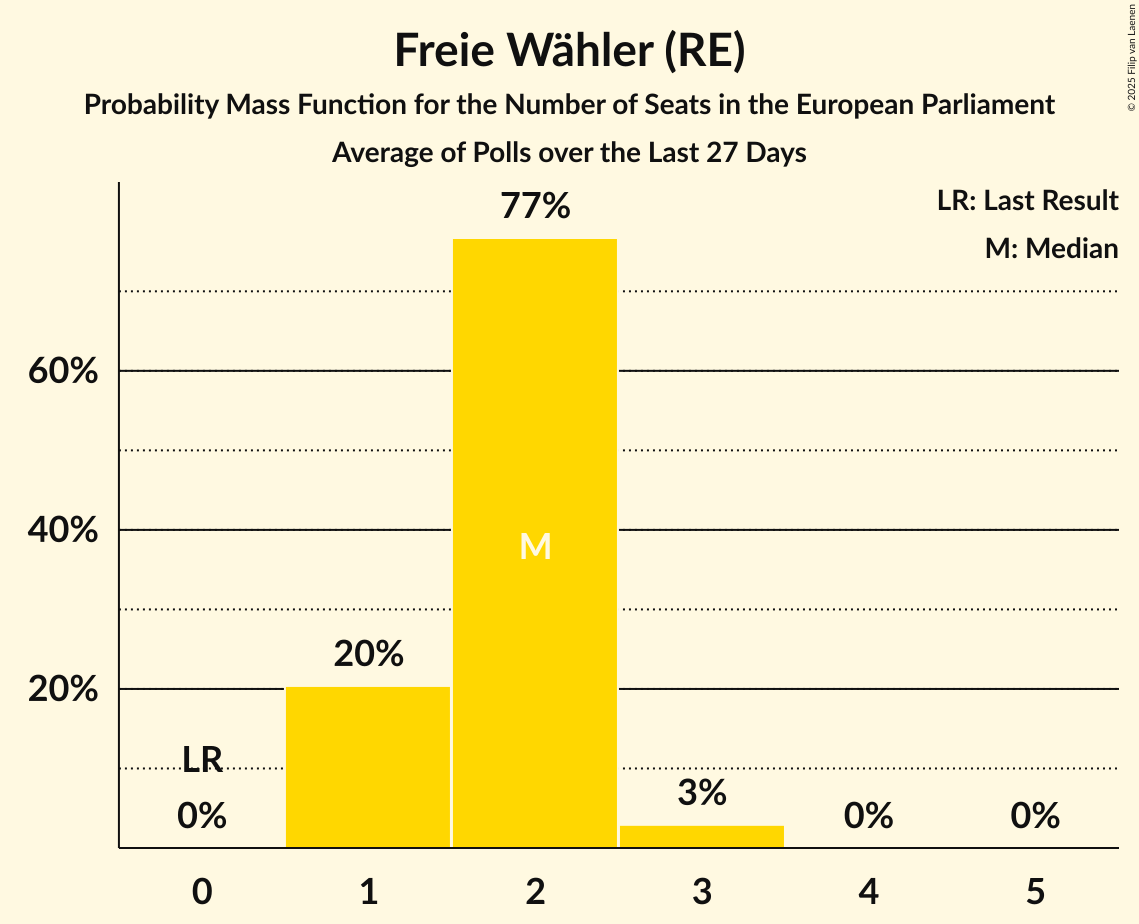 Freie Wähler (RE)
Probability Mass Function for the Number of Seats in the European Parliament
Average of Polls over the Last 27 Days
© 2025 Filip van Laenen
LR: Last Result
M: Median
77%
60%
40%
M
20%
20%
LR
0%
3%
0%
0%
0 1 2 3 4 5